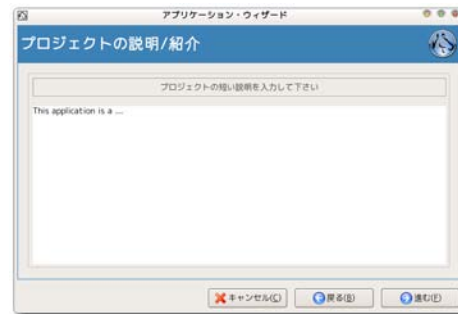 アプリケーション・ウィザード
プロジェクトの説明/紹介
プロジェクトの短い説明を入力して下さい
This application is a ....
キャンセル(C)
戻る(B)
進む(F)